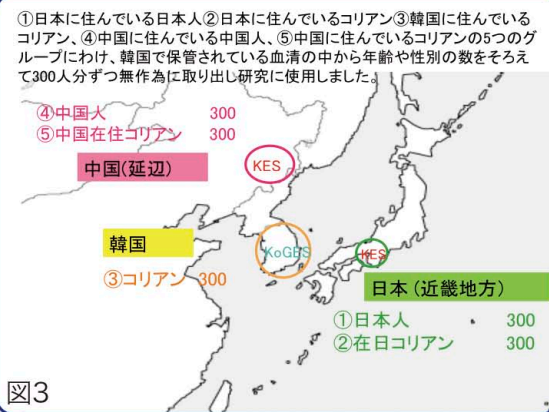 ①日本に住んでいる日本人②日本に住んでいるコリアン③韓国に住んでいる
コリアン、④中国に住んでいる中国人、⑤中国に住んでいるコリアンの5つのグ
ループにわけ、韓国で保管されている血清の中から年齢や性別の数をそろえ
て300人分ずつ無作為に取り出し研究に使用しました。
④中国人 300
⑤中国在住コリアン 300
中国(延辺)
KES
韓国
KoGES
③コリアン 300
KES
日本(近畿地方)
①日本人 300
②在日コリアン 300
図3